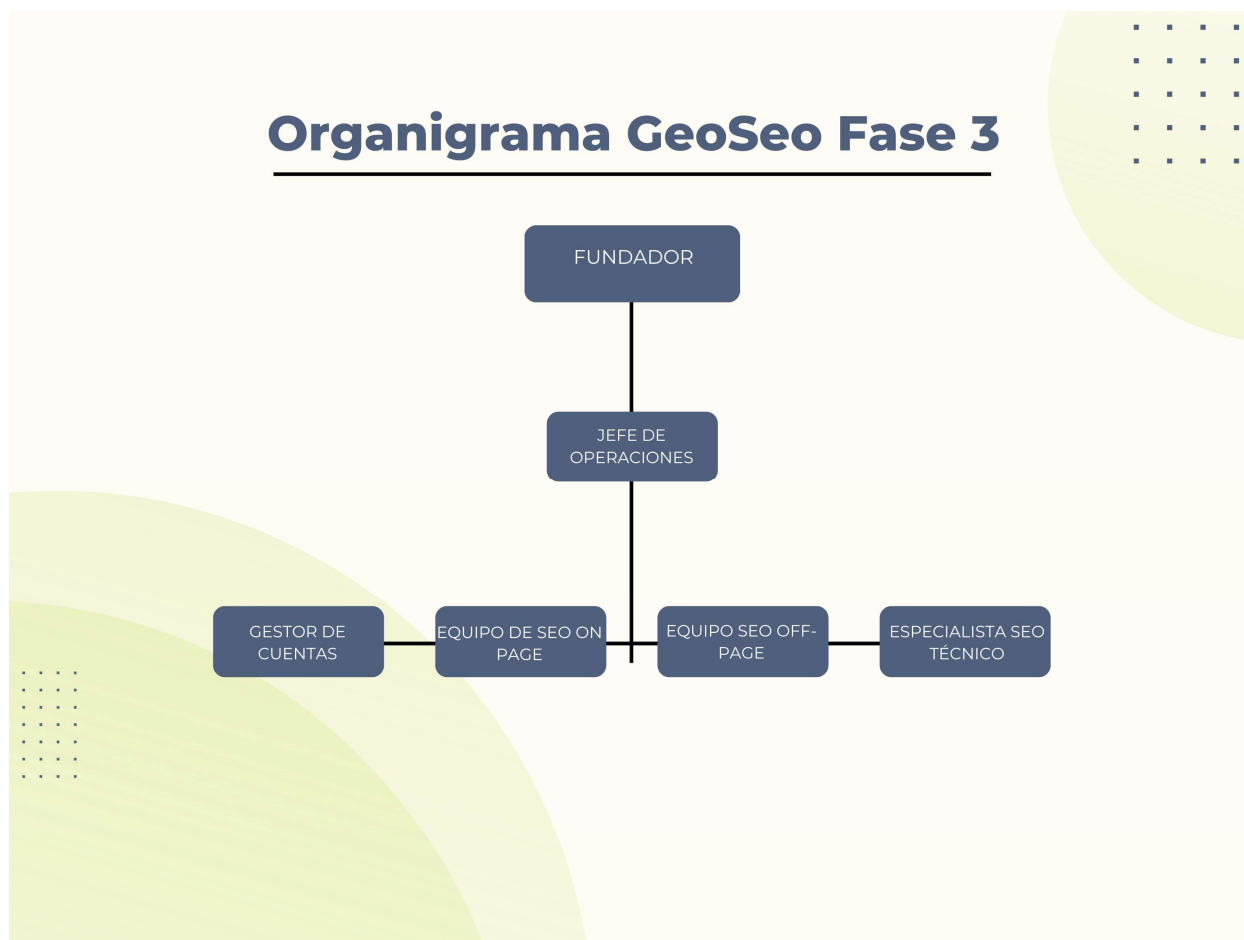 Organigrama GeoSeo Fase 3
FUNDADOR
JEFE DE
OPERACIONES
GESTOR DE
CUENTAS
EQUIPO DE SEO ON
PAGE
EQUIPO SEO OFF-
PAGE
ESPECIALISTA SEO
TÉCNICO